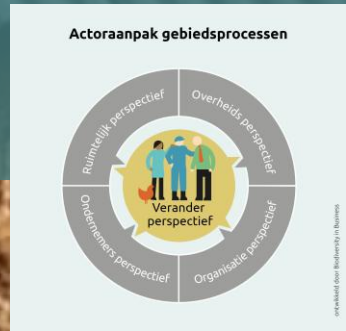 Actoraanpak gebiedsprocessen
Ruimtelijk perspectief
Overheids perspectief
Verander
perspectief
Ondernemers perspectief
Organisatie perspectief
ontwikkeld door Biodiversity in Business